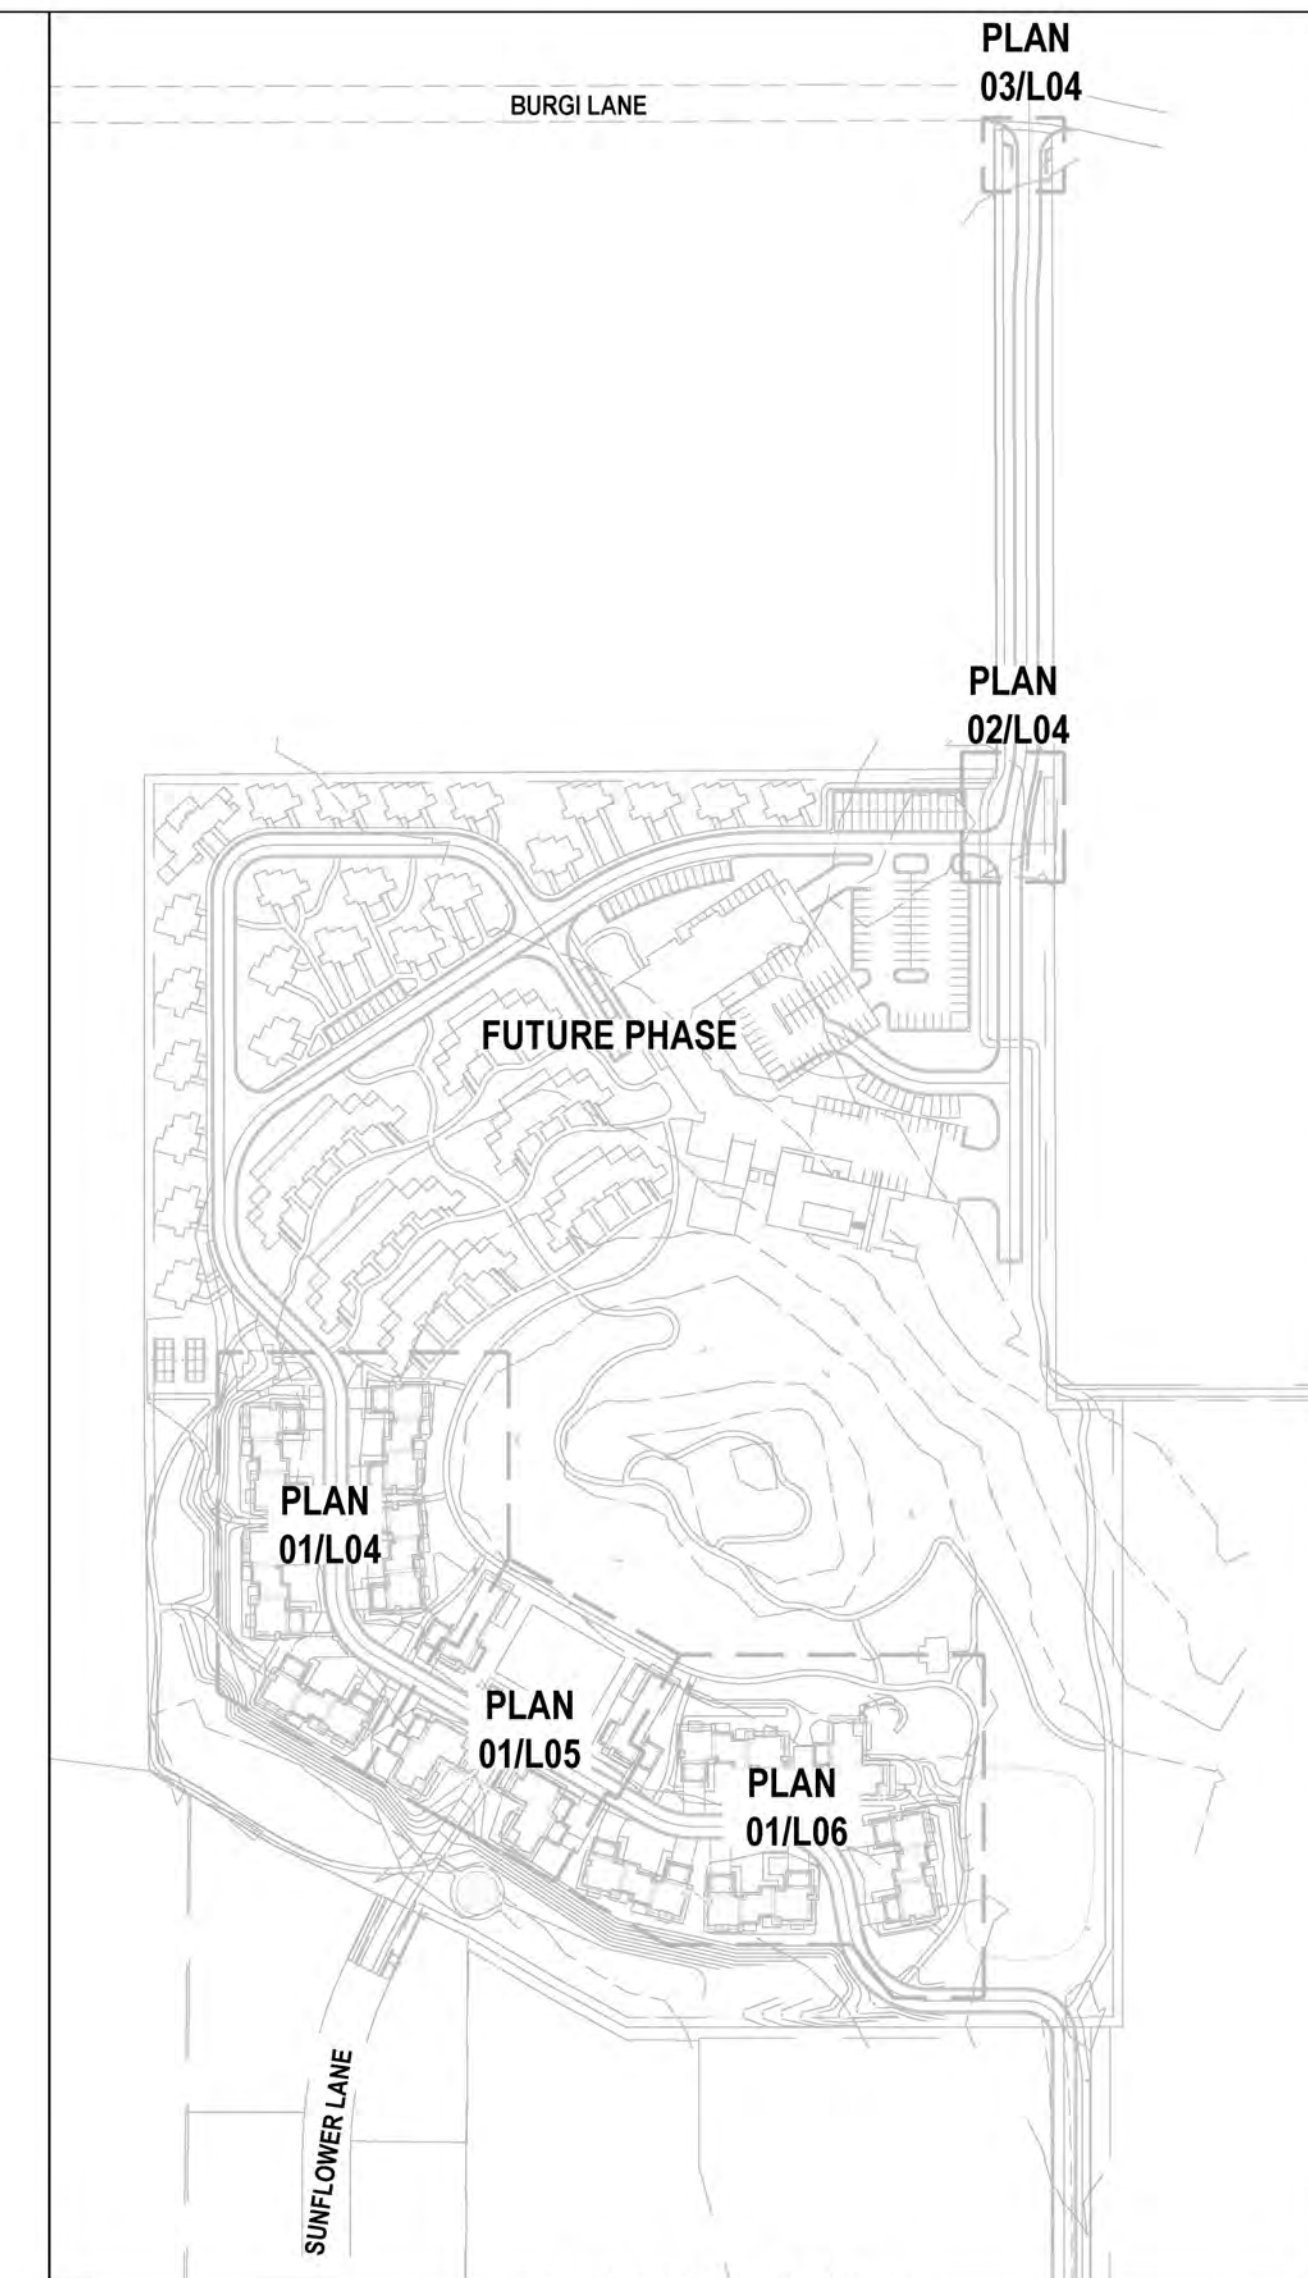 PLAN
03/L04
BURGI LANE
PLAN
02/L04
FUTURE PHASE
PLAN
01/L04
PLAN
01/L05
PLAN
01/L06
SUNFLOWER LANE